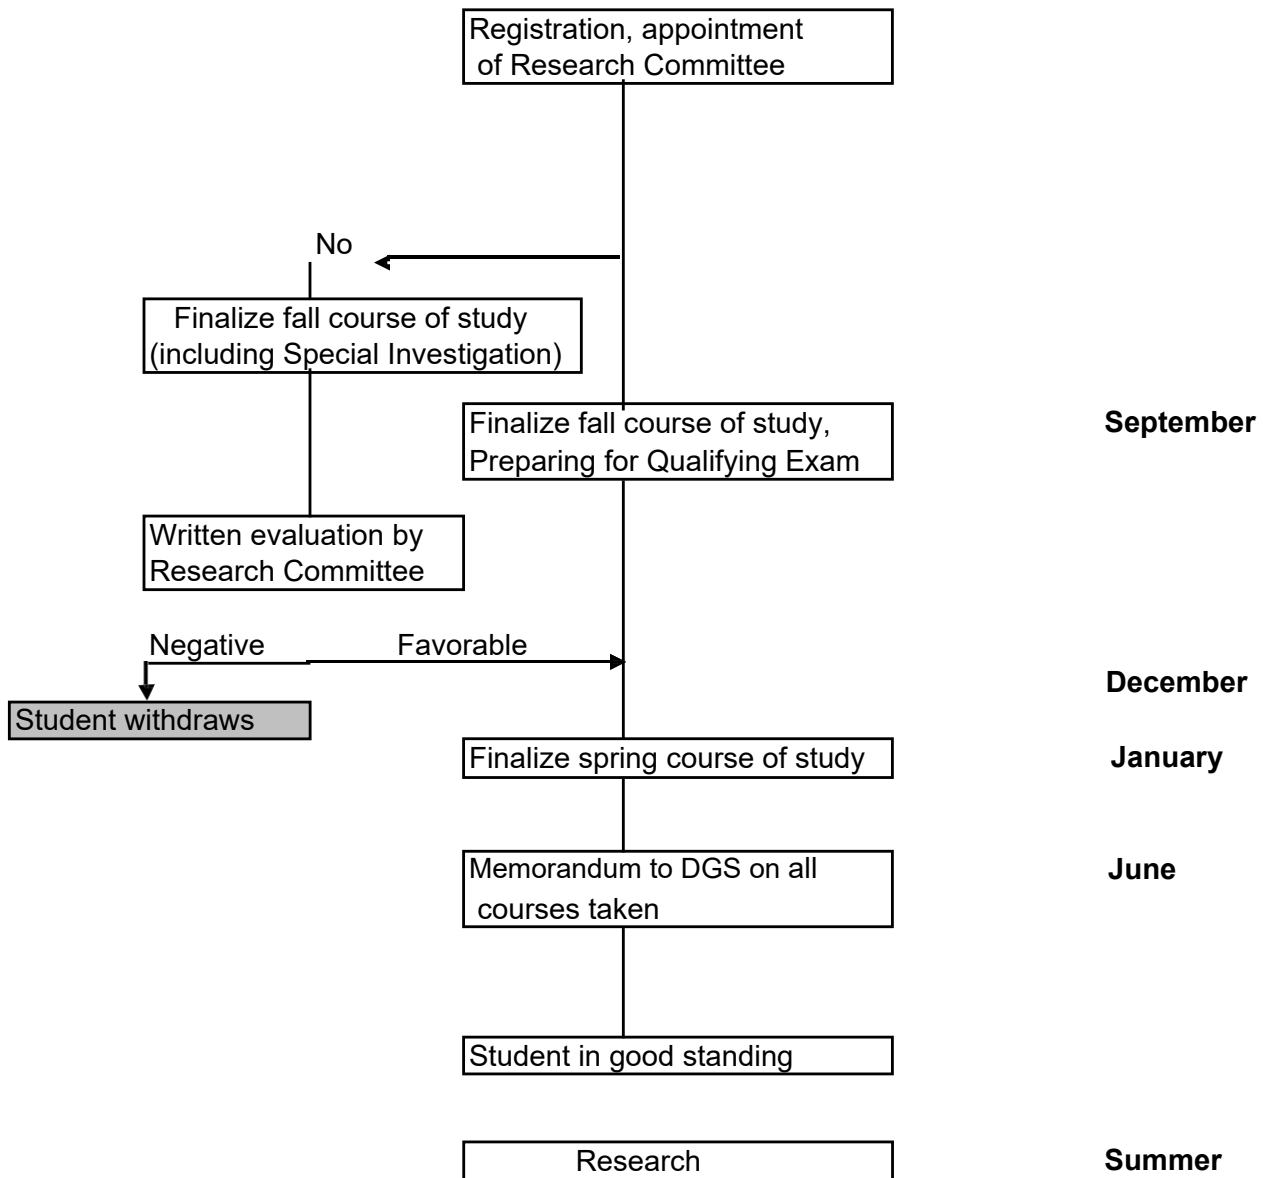 Registration, appointment
of Research Committee
No
Finalize fall course of study
(including Special Investigation)
Finalize fall course of study,
Preparing for Qualifying Exam
September
Written evaluation by
Research Committee
Negative
Favorable
December
Student withdraws
Finalize spring course of study
January
Memorandum to DGS on all
courses taken
June
Student in good standing
Research
Summer